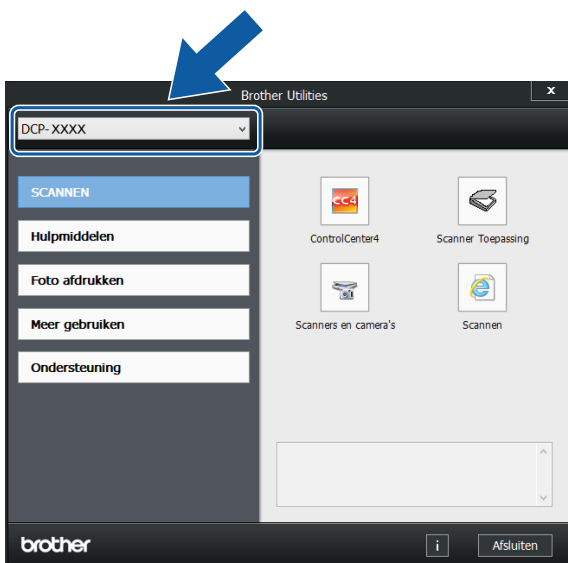 Brother Utilities
x
DCP-XXXX
SCANNEN
Hulpmiddelen
Foto afdrukken
Meer gebruiken
Ondersteuning
CC4
ControlCenter4
Scanner Toepassing
Scanners en camera's
Scannen
brother
i
Afsluiten